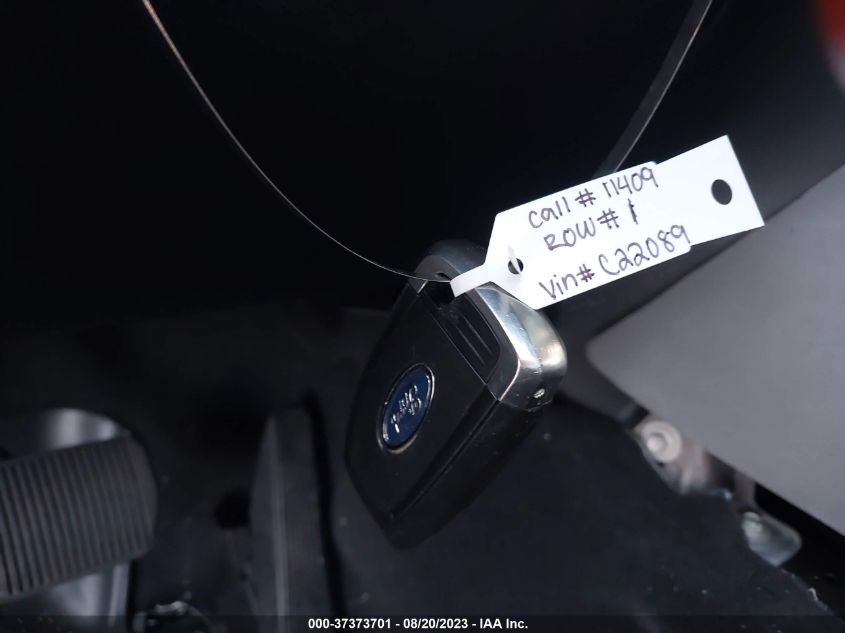 Call # 11409
ROW # 1
Vin# C22089
000-37373701 - 08/20/2023 - IAA Inc.